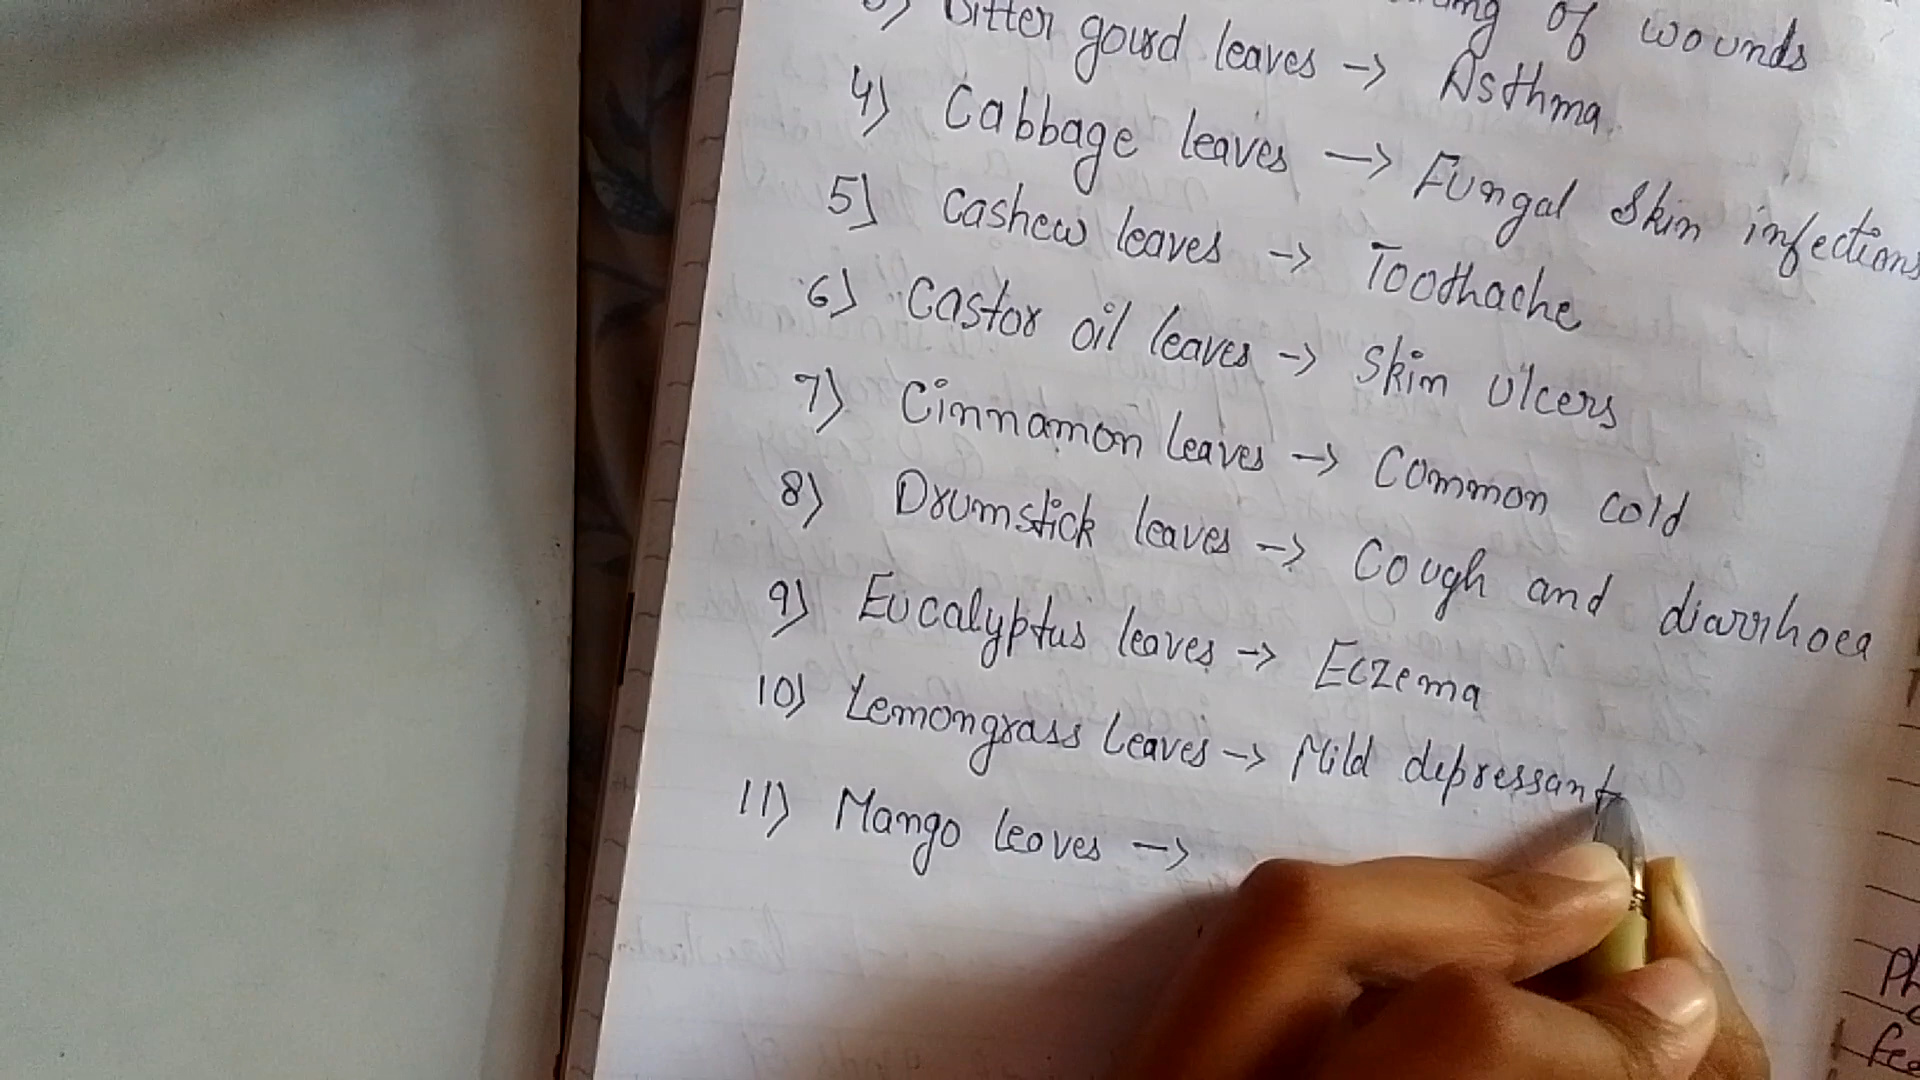 of wounds
3) Bitter gourd leaves -> Asthma
4) Cabbage leaves -> Fungal Skin infections
5) Cashew leaves -> Toothache
6) Castor oil leaves -> Skin ulcers
7) Cinnamon leaves -> Common cold
8) Drumstick leaves -> Cough and diarrhoea
9) Eucalyptus leaves -> Eczema
10) Lemongrass leaves -> Mild depressant
11) Mango leaves ->